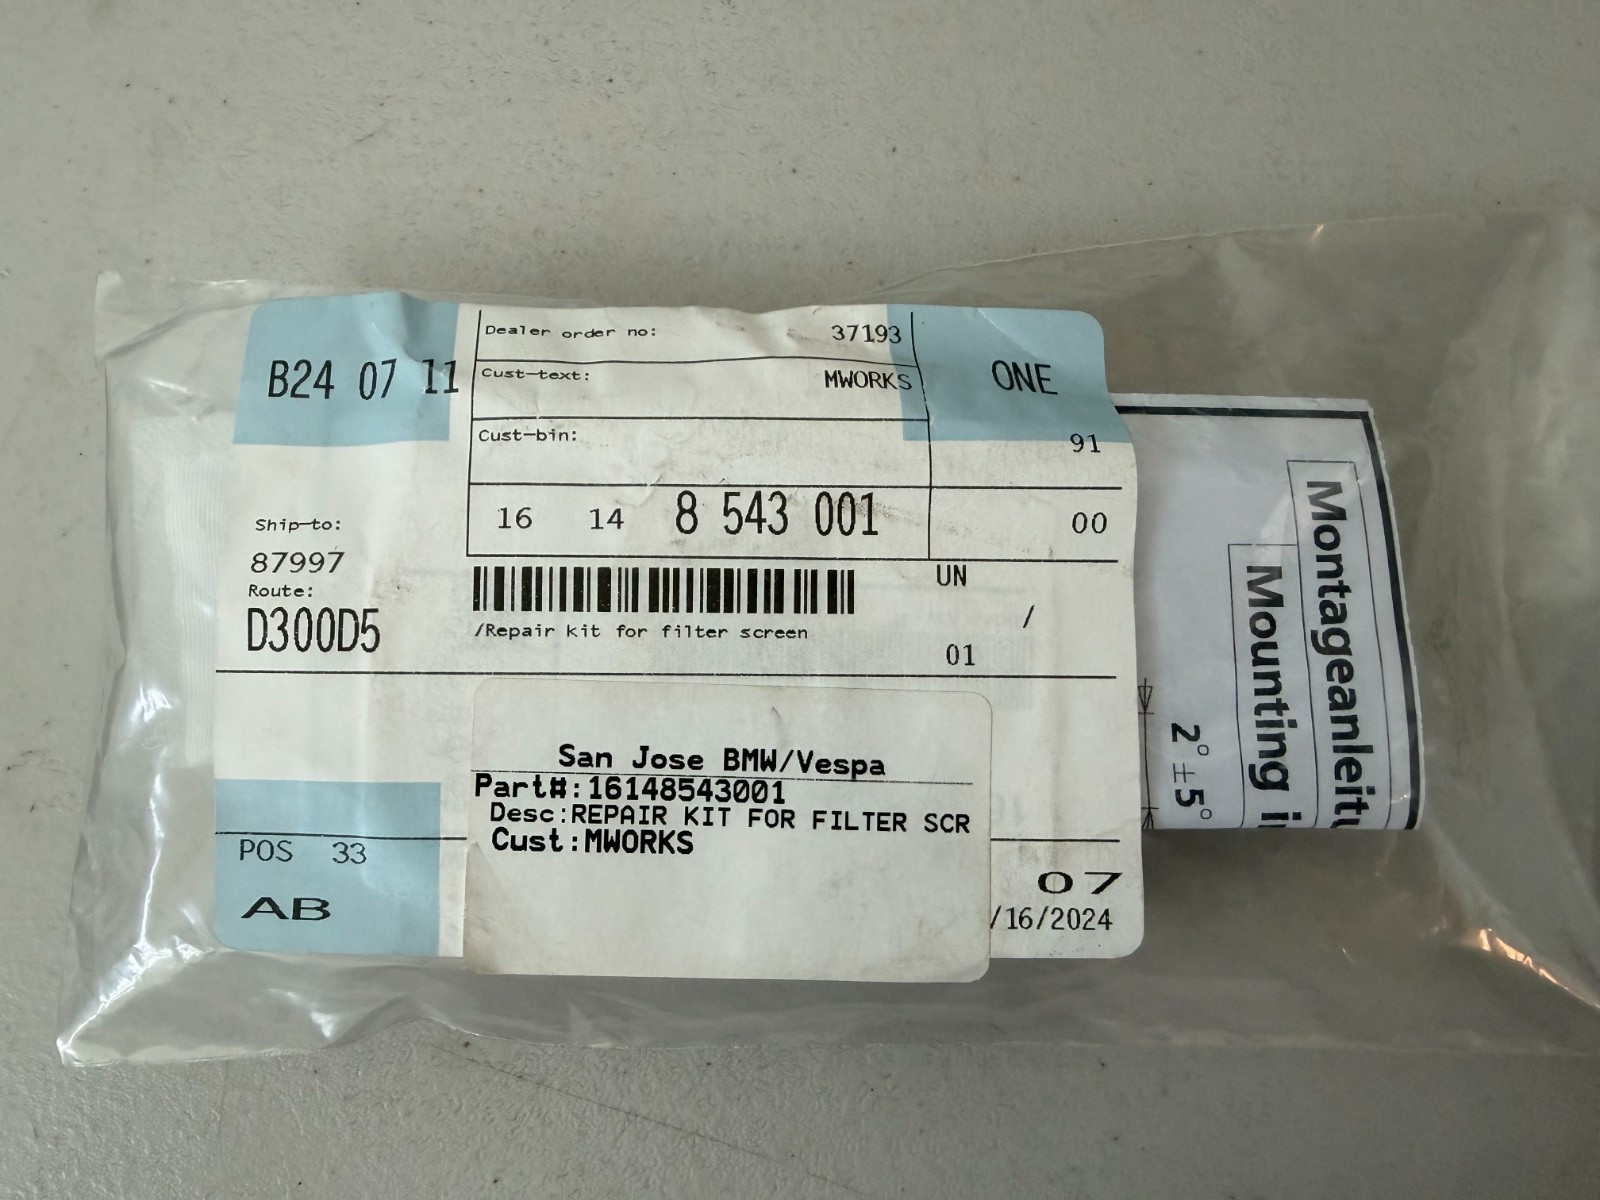 B24 07 11
Dealer order no: 37193
Cust-text: MWORKS
ONE
Cust-bin:
91
16 14 8 543 001
00
Ship-to:
87997
Route:
D300D5
/Repair kit for filter screen
UN
/
01
San Jose BMW/Vespa
Part#:16148543001
Desc:REPAIR KIT FOR FILTER SCR
Cust:MWORKS
POS 33
AB
07
/16/2024
Montageanleitu
Mounting i
2° ±5°